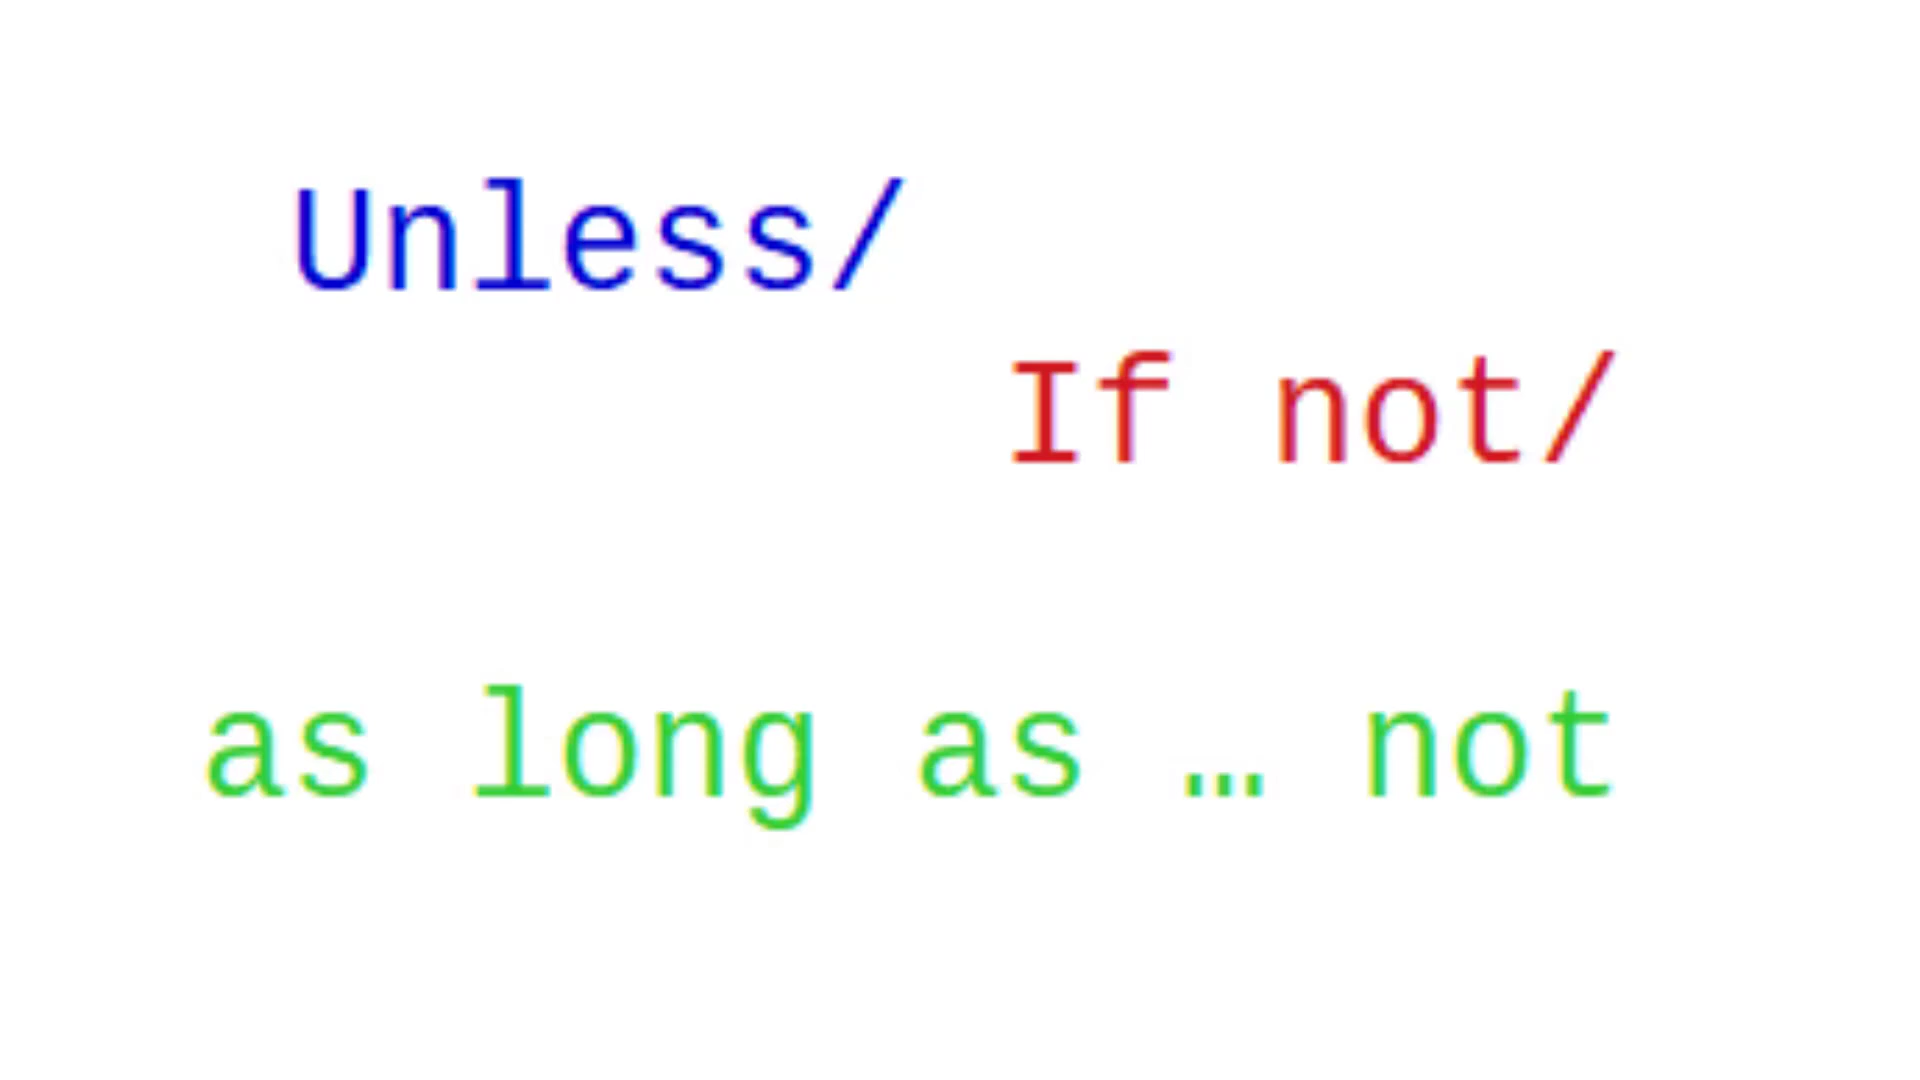 Unless/
If not/
as long as … not